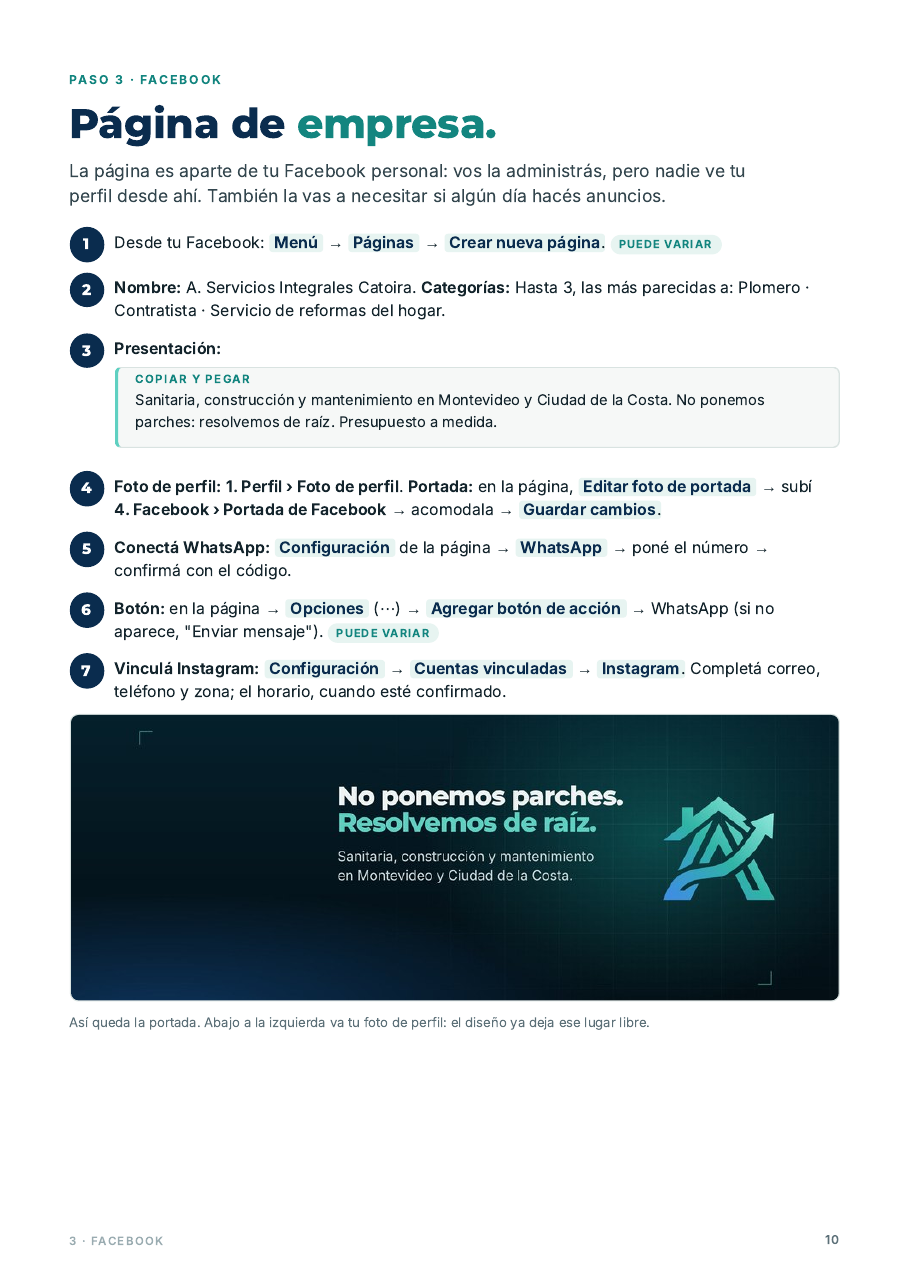 PASO 3 · FACEBOOK
Página de empresa.
La página es aparte de tu Facebook personal: vos la administrás, pero nadie ve tu
perfil desde ahí. También la vas a necesitar si algún día hacés anuncios.
1 Desde tu Facebook: Menú → Páginas → Crear nueva página. PUEDE VARIAR
2 Nombre: A. Servicios Integrales Catoira. Categorías: Hasta 3, las más parecidas a: Plomero ·
Contratista · Servicio de reformas del hogar.
3 Presentación:
COPIAR Y PEGAR
Sanitaria, construcción y mantenimiento en Montevideo y Ciudad de la Costa. No ponemos
parches: resolvemos de raíz. Presupuesto a medida.
4 Foto de perfil: 1. Perfil › Foto de perfil. Portada: en la página, Editar foto de portada → subí
4. Facebook › Portada de Facebook → acomodala → Guardar cambios.
5 Conectá WhatsApp: Configuración de la página → WhatsApp → poné el número →
confirmá con el código.
6 Botón: en la página → Opciones (···) → Agregar botón de acción → WhatsApp (si no
aparece, "Enviar mensaje"). PUEDE VARIAR
7 Vinculá Instagram: Configuración → Cuentas vinculadas → Instagram. Completá correo,
teléfono y zona; el horario, cuando esté confirmado.
No ponemos parches.
Resolvemos de raíz.
Sanitaria, construcción y mantenimiento
en Montevideo y Ciudad de la Costa.
Así queda la portada. Abajo a la izquierda va tu foto de perfil: el diseño ya deja ese lugar libre.
3 · FACEBOOK
10